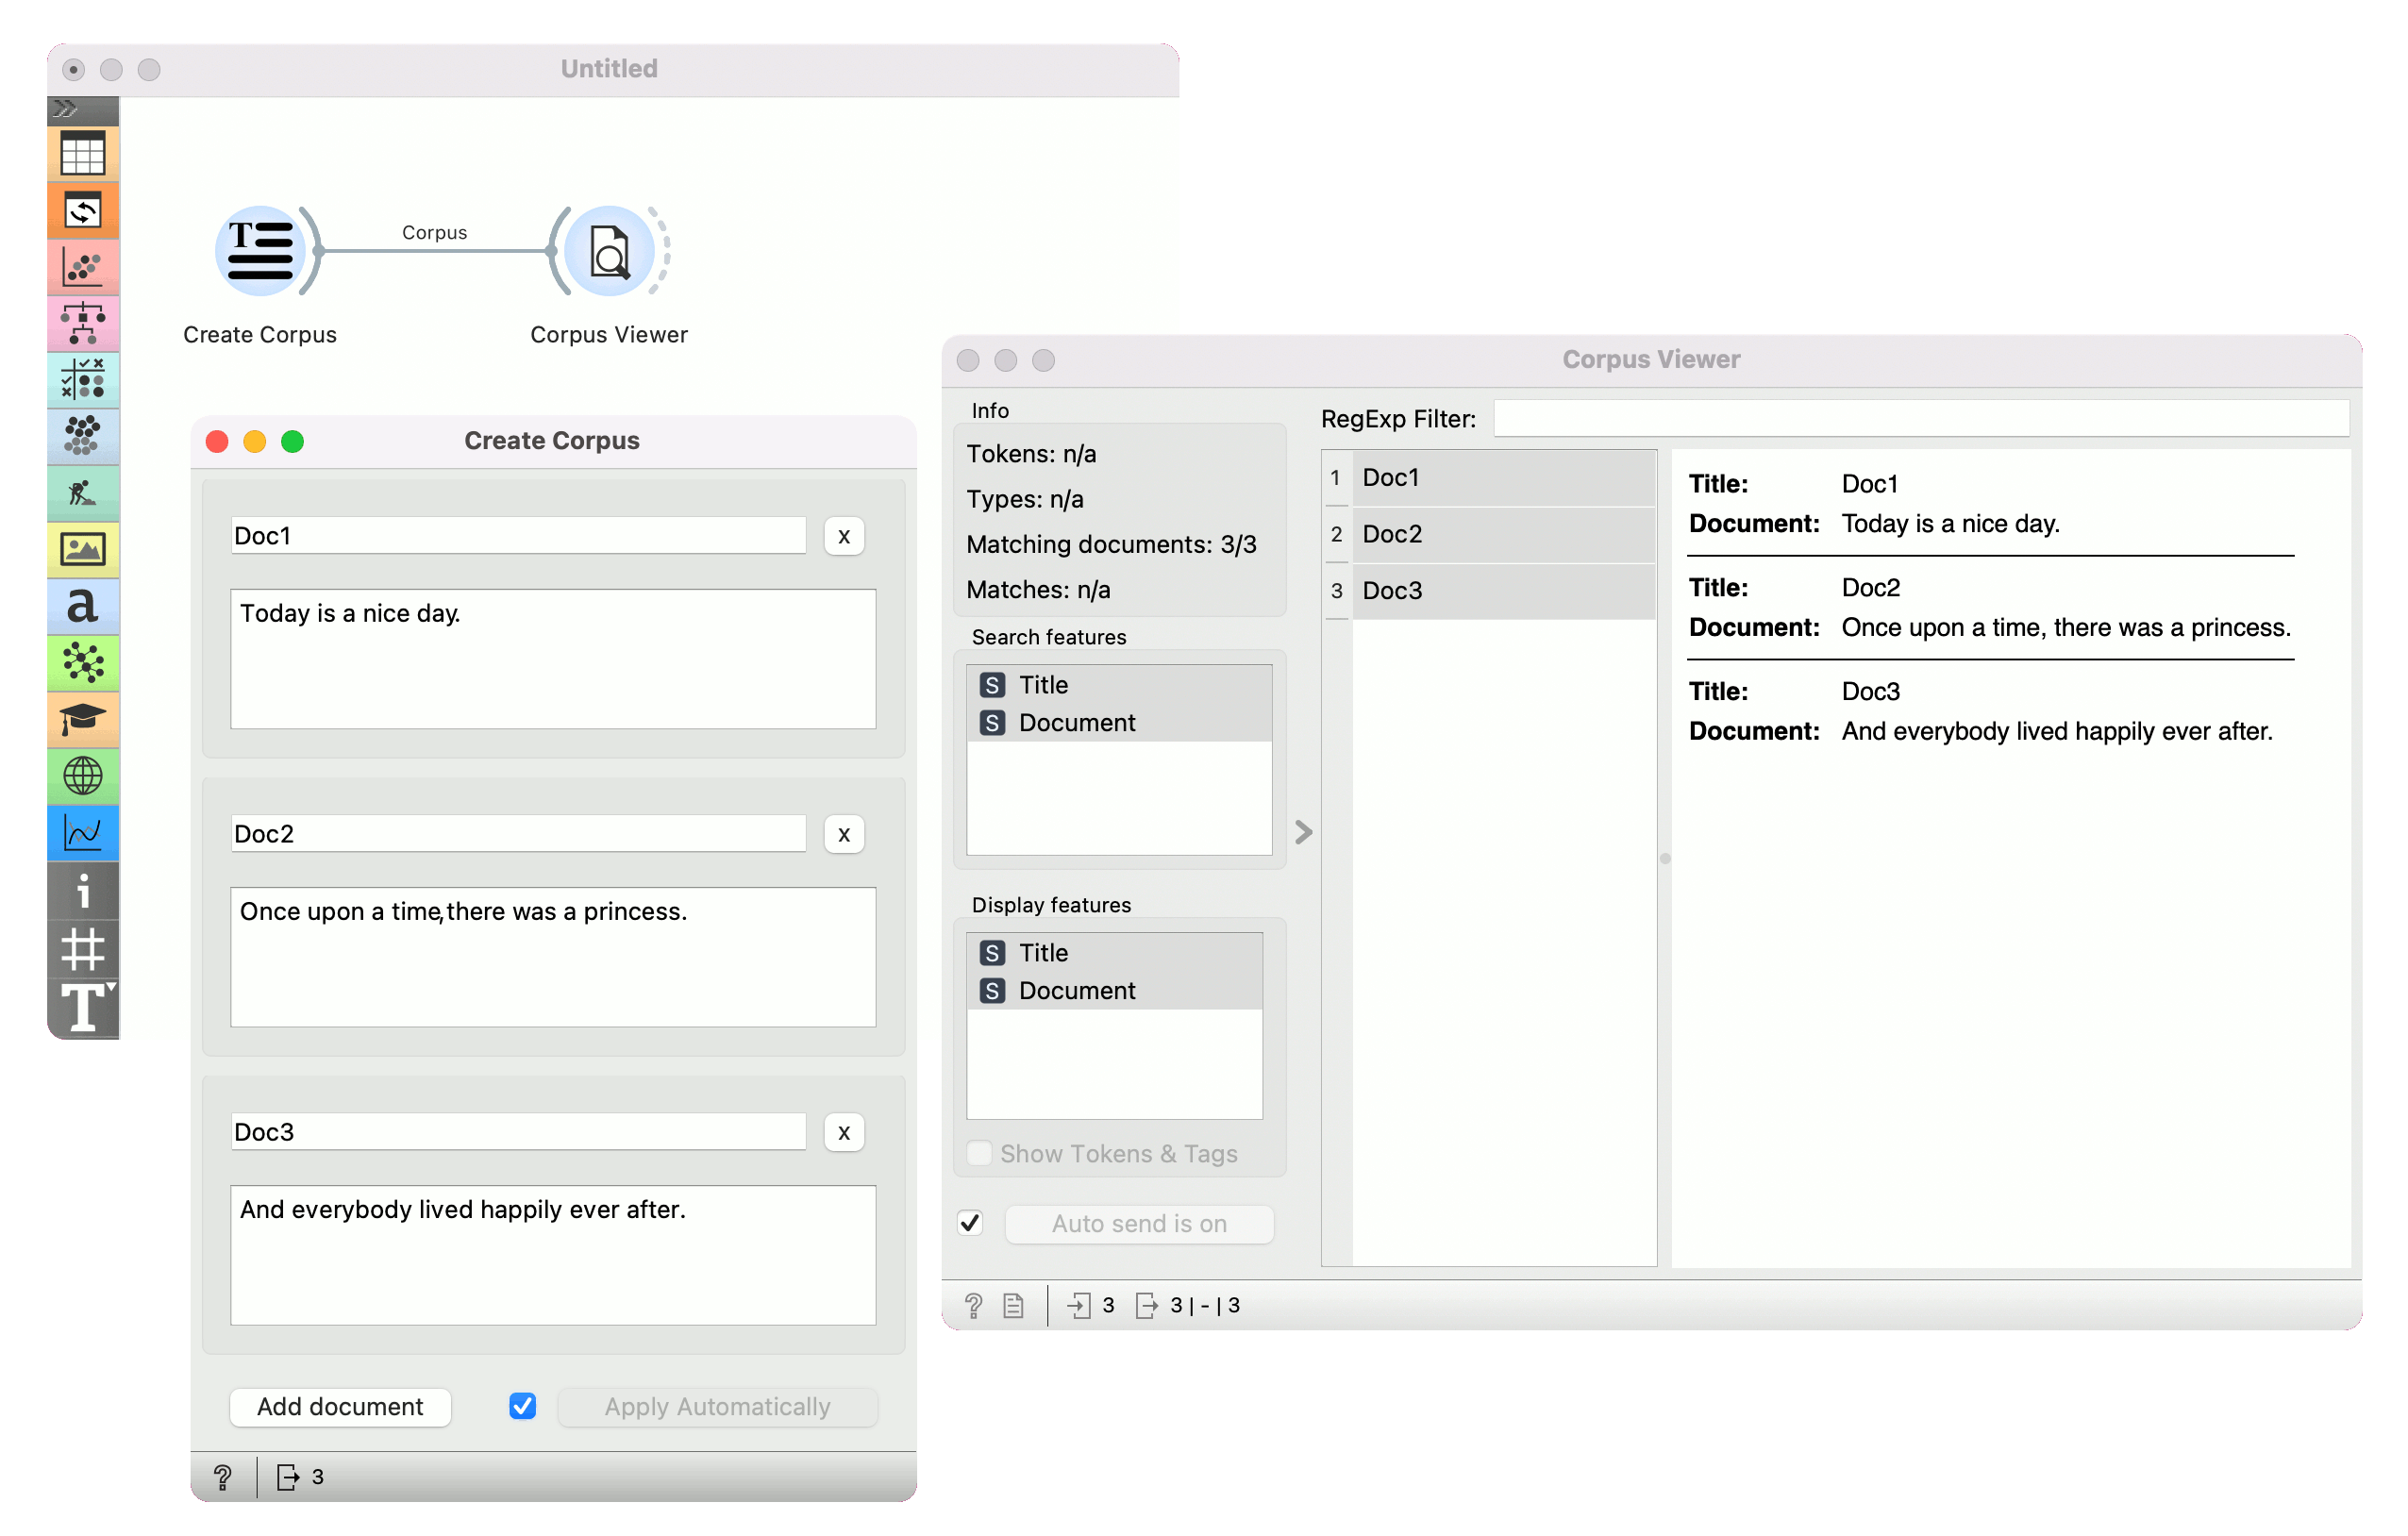 Untitled
Corpus
Create Corpus
Corpus Viewer
a
i
T
Create Corpus
Doc1
x
Today is a nice day.
Doc2
x
Once upon a time,there was a princess.
Doc3
x
And everybody lived happily ever after.
Add document
Apply Automatically
? 3
Corpus Viewer
Info
Tokens: n/a
Types: n/a
Matching documents: 3/3
Matches: n/a
Search features
S Title
S Document
Display features
S Title
S Document
Show Tokens & Tags
Auto send is on
RegExp Filter:
1 Doc1
2 Doc2
3 Doc3
Title: Doc1
Document: Today is a nice day.
Title: Doc2
Document: Once upon a time, there was a princess.
Title: Doc3
Document: And everybody lived happily ever after.
? 3 3 | - | 3